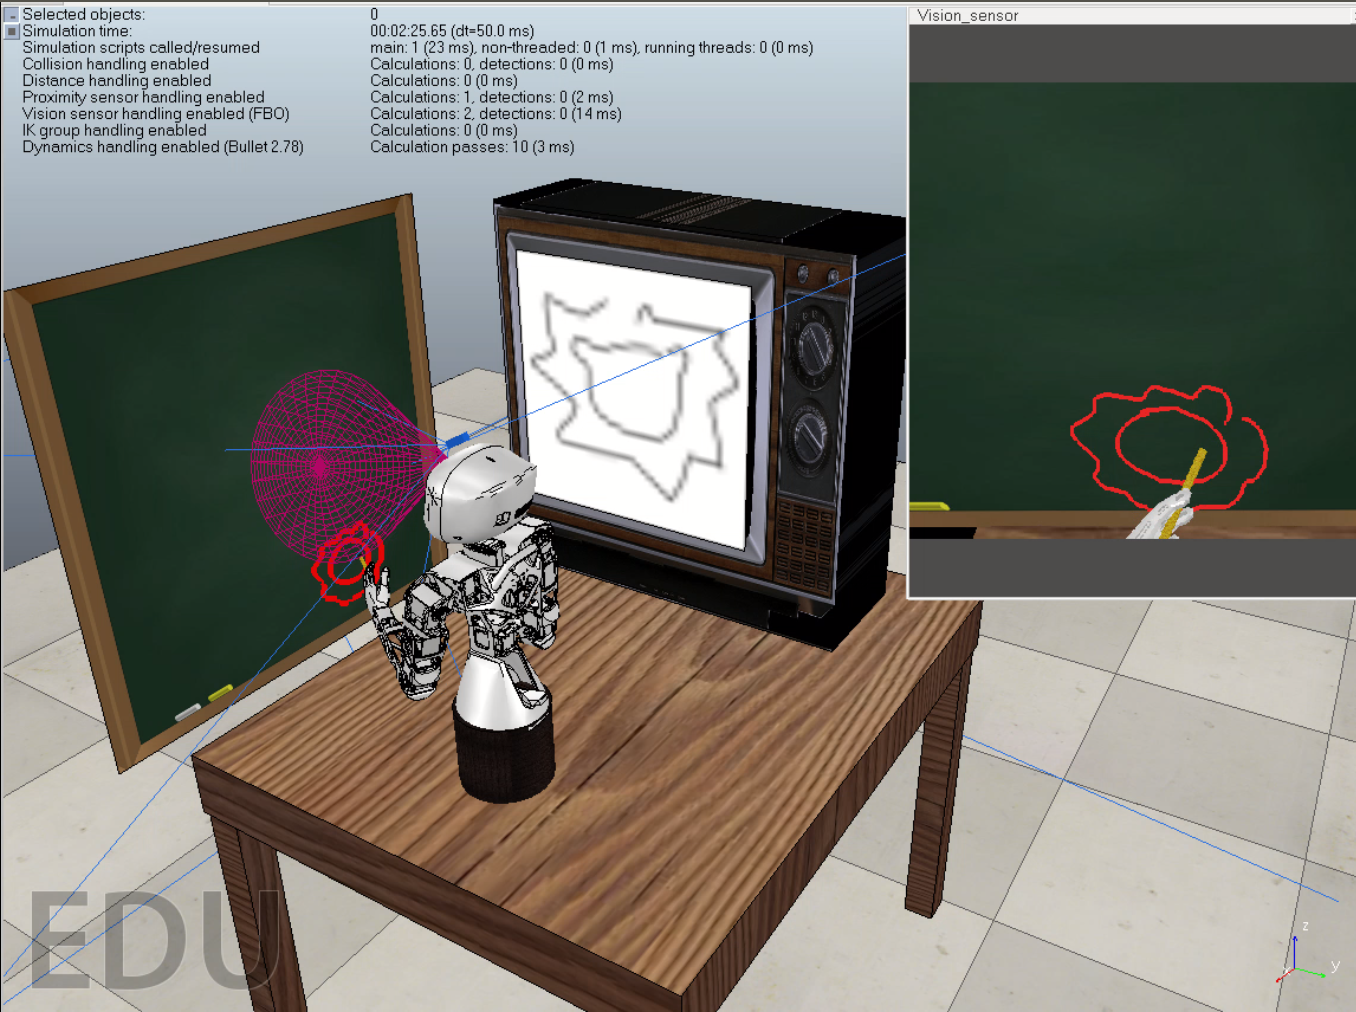 Selected objects: 0
Simulation time: 00:02:25.65 (dt=50.0 ms)
Simulation scripts called/resumed main: 1 (23 ms), non-threaded: 0 (1 ms), running threads: 0 (0 ms)
Collision handling enabled Calculations: 0, detections: 0 (0 ms)
Distance handling enabled Calculations: 0 (0 ms)
Proximity sensor handling enabled Calculations: 1, detections: 0 (2 ms)
Vision sensor handling enabled (FBO) Calculations: 2, detections: 0 (14 ms)
IK group handling enabled Calculations: 0 (0 ms)
Dynamics handling enabled (Bullet 2.78) Calculation passes: 10 (3 ms)
Vision_sensor
EDU
z
x
y